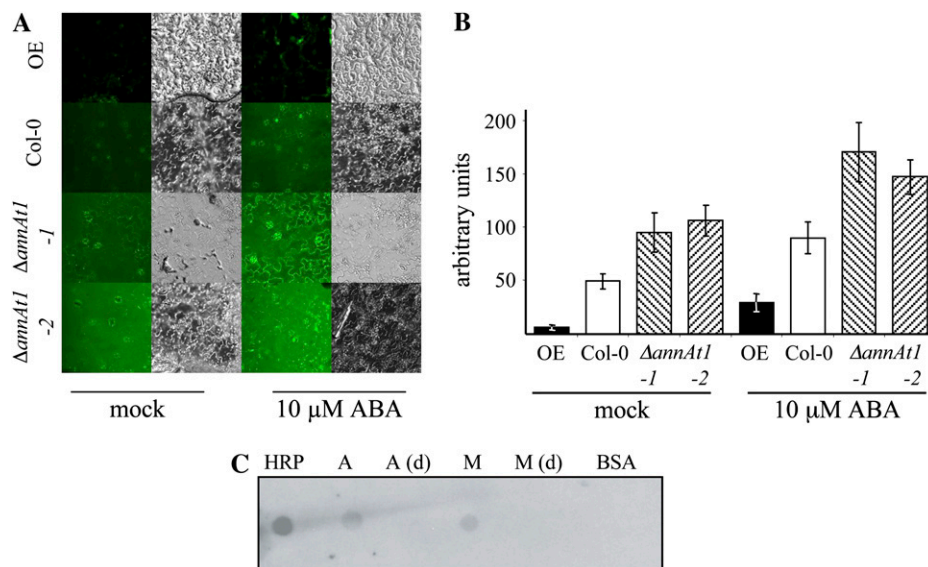 A
OE
Col-0
ΔannAt1
-1
ΔannAt1
-2
mock
10 μM ABA
B
arbitrary units
200
150
100
50
OE Col-0 ΔannAt1 OE Col-0 ΔannAt1
-1 -2 -1 -2
mock 10 μM ABA
C
HRP A A (d) M M (d) BSA